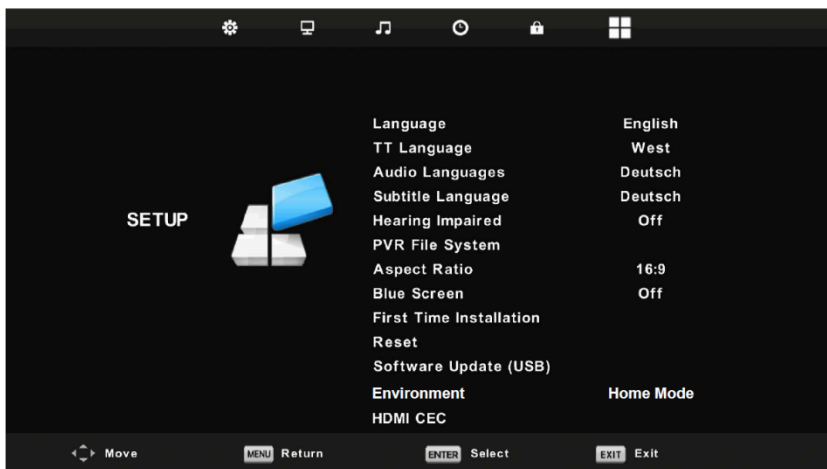 Language English
TT Language West
Audio Languages Deutsch
Subtitle Language Deutsch
SETUP
Hearing Impaired Off
PVR File System
Aspect Ratio 16:9
Blue Screen Off
First Time Installation
Reset
Software Update (USB)
Environment Home Mode
HDMI CEC
Move MENU Return ENTER Select EXIT Exit